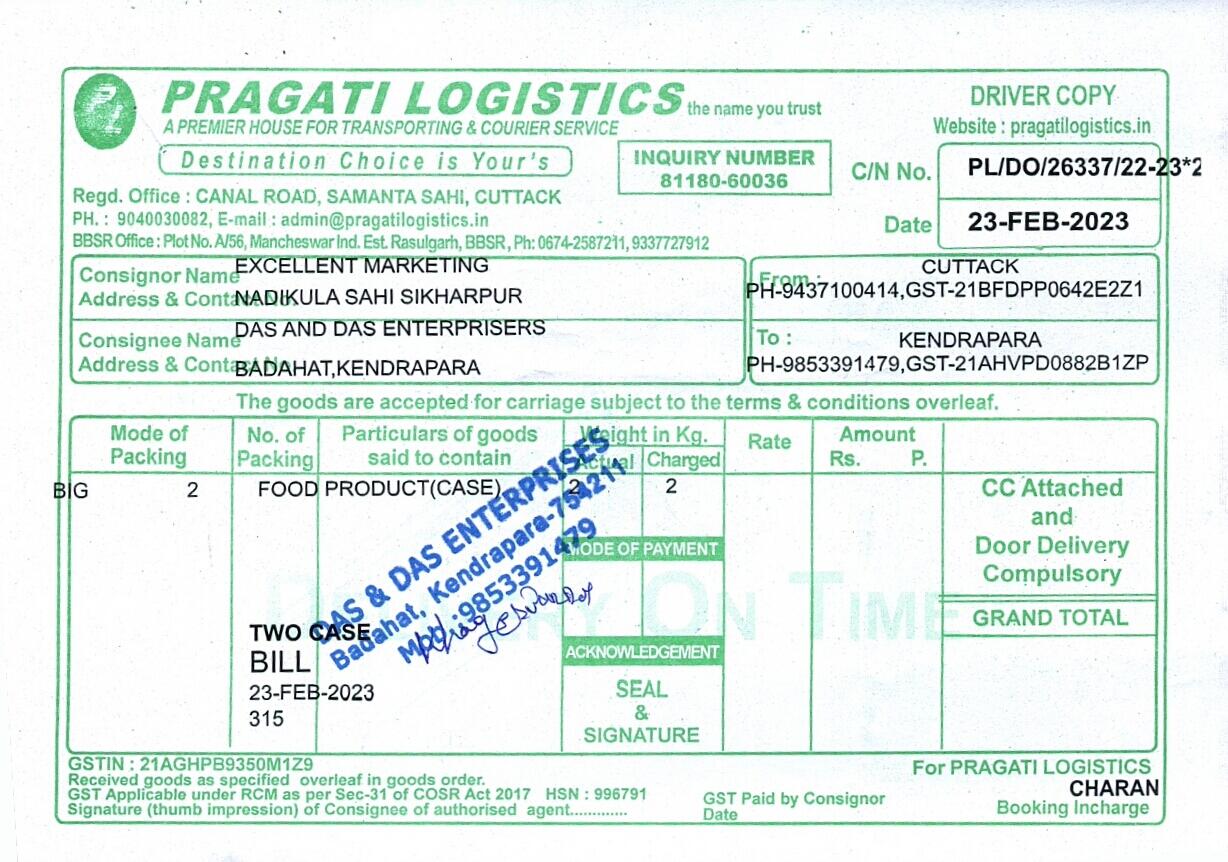 PRAGATI LOGISTICS the name you trust
A PREMIER HOUSE FOR TRANSPORTING & COURIER SERVICE
Destination Choice is Your's
INQUIRY NUMBER
81180-60036
DRIVER COPY
Website : pragatilogistics.in
C/N No. PL/DO/26337/22-23*2
Date 23-FEB-2023
Regd. Office : CANAL ROAD, SAMANTA SAHI, CUTTACK
PH. : 9040030082, E-mail : admin@pragatilogistics.in
BBSR Office : Plot No. A/56, Mancheswar Ind. Est. Rasulgarh, BBSR, Ph: 0674-2587211, 9337727912
Consignor Name EXCELLENT MARKETING
Address & Contact No. NADIKULA SAHI SIKHARPUR
From : CUTTACK
PH-9437100414,GST-21BFDPP0642E2Z1
Consignee Name DAS AND DAS ENTERPRISERS
Address & Contact No. BADAHAT,KENDRAPARA
To : KENDRAPARA
PH-9853391479,GST-21AHVPD0882B1ZP
The goods are accepted for carriage subject to the terms & conditions overleaf.
Mode of Packing No. of Packing Particulars of goods said to contain Weight in Kg. Actual Charged Rate Amount Rs. P.
BIG 2 FOOD PRODUCT(CASE) 2 2
CC Attached
and
Door Delivery
Compulsory
GRAND TOTAL
MODE OF PAYMENT
DELIVERY ON TIME
ACKNOWLEDGEMENT
SEAL
&
SIGNATURE
DAS & DAS ENTERPRISES
Badahat, Kendrapara-754211
Mob:9853391479
TWO CASE
BILL
23-FEB-2023
315
GSTIN : 21AGHPB9350M1Z9
Received goods as specified overleaf in goods order.
GST Applicable under RCM as per Sec-31 of COSR Act 2017 HSN : 996791
Signature (thumb impression) of Consignee of authorised agent.............
GST Paid by Consignor
Date
For PRAGATI LOGISTICS
CHARAN
Booking Incharge